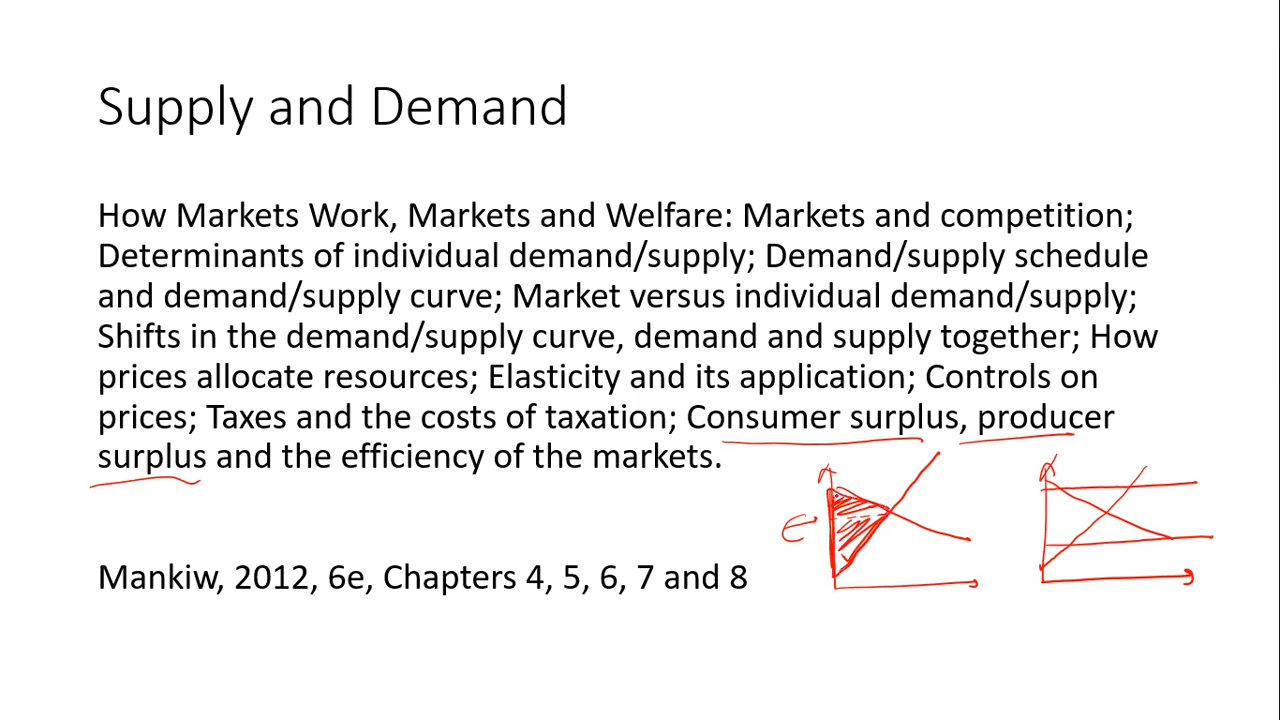 Supply and Demand
How Markets Work, Markets and Welfare: Markets and competition;
Determinants of individual demand/supply; Demand/supply schedule
and demand/supply curve; Market versus individual demand/supply;
Shifts in the demand/supply curve, demand and supply together; How
prices allocate resources; Elasticity and its application; Controls on
prices; Taxes and the costs of taxation; Consumer surplus, producer
surplus and the efficiency of the markets.
Mankiw, 2012, 6e, Chapters 4, 5, 6, 7 and 8